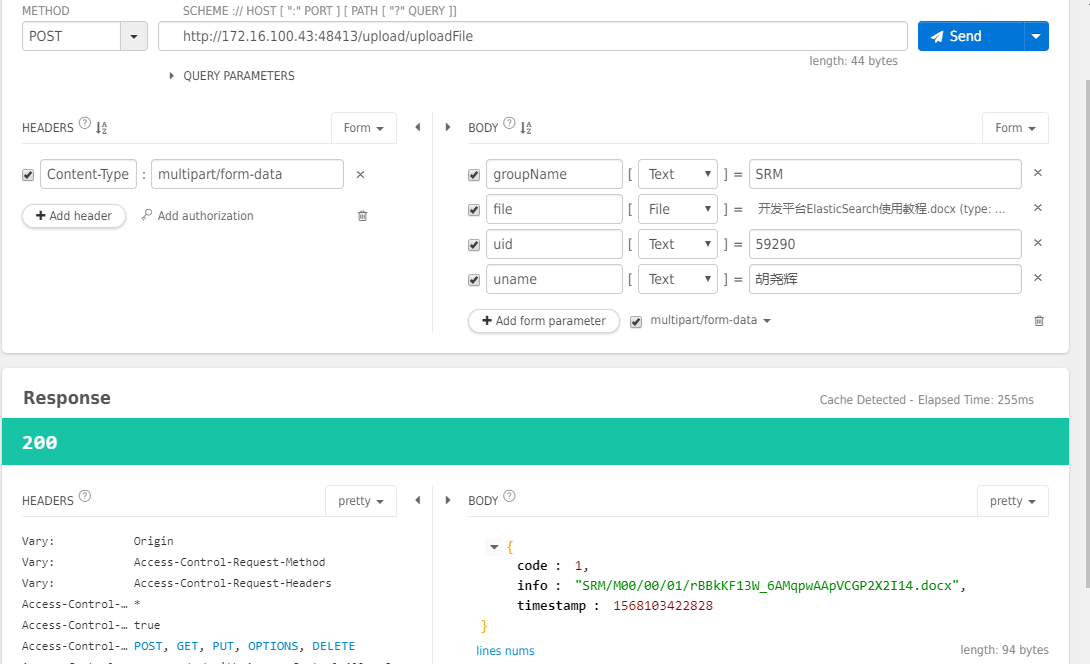 METHOD SCHEME :// HOST [ ":" PORT ] [ PATH [ "?" QUERY ]]
POST http://172.16.100.43:48413/upload/uploadFile Send
length: 44 bytes
QUERY PARAMETERS
HEADERS ? Form BODY ? Form
Content-Type : multipart/form-data × groupName [ Text ] = SRM ×
+ Add header Add authorization file [ File ] = 开发平台ElasticSearch使用教程.docx (type: ... ×
uid [ Text ] = 59290 ×
uname [ Text ] = 胡尧辉 ×
+ Add form parameter multipart/form-data
Response Cache Detected - Elapsed Time: 255ms
200
HEADERS ? pretty BODY ? pretty
Vary: Origin
Vary: Access-Control-Request-Method
Vary: Access-Control-Request-Headers
Access-Control-… *
Access-Control-… true
Access-Control-… POST, GET, PUT, OPTIONS, DELETE
{
code : 1,
info : "SRM/M00/00/01/rBBkKF13W_6AMqpwAApVCGP2X2I14.docx",
timestamp : 1568103422828
}
lines nums length: 94 bytes